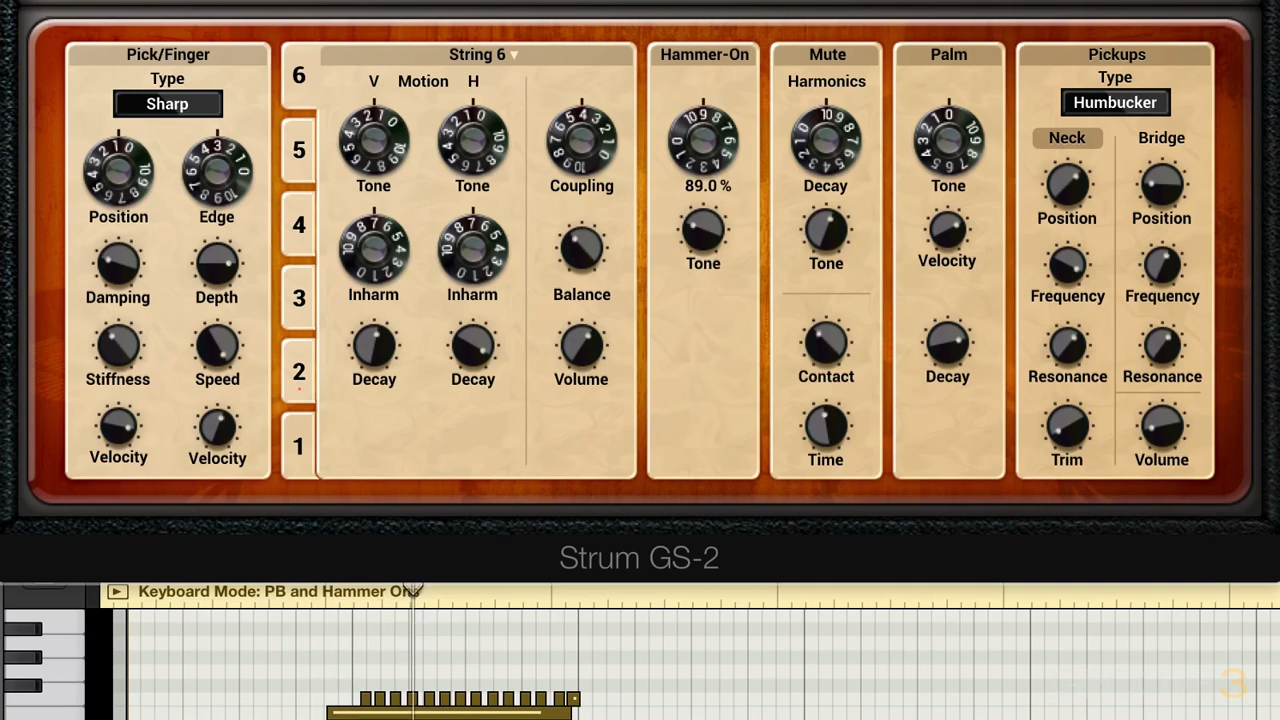 Pick/Finger
Type
Sharp
Position Edge
Damping Depth
Stiffness Speed
Velocity Velocity
6
5
4
3
2
1
String 6
V Motion H
Tone Tone Coupling
Inharm Inharm Balance
Decay Decay Volume
Hammer-On
89.0 %
Tone
Mute
Harmonics
Decay
Tone
Contact
Time
Palm
Tone
Velocity
Decay
Pickups
Type
Humbucker
Neck Bridge
Position Position
Frequency Frequency
Resonance Resonance
Trim Volume
Strum GS-2
Keyboard Mode: PB and Hammer On
3